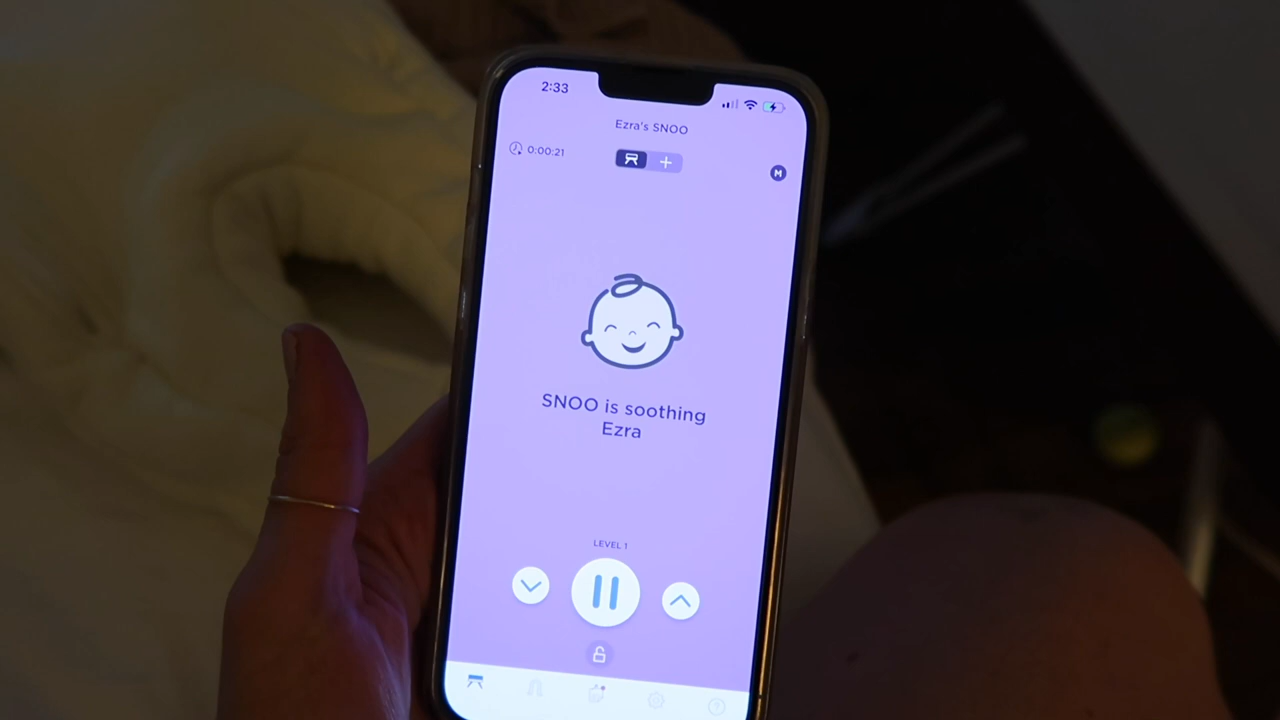 2:33
Ezra's SNOO
0:00:21
M
SNOO is soothing
Ezra
LEVEL 1